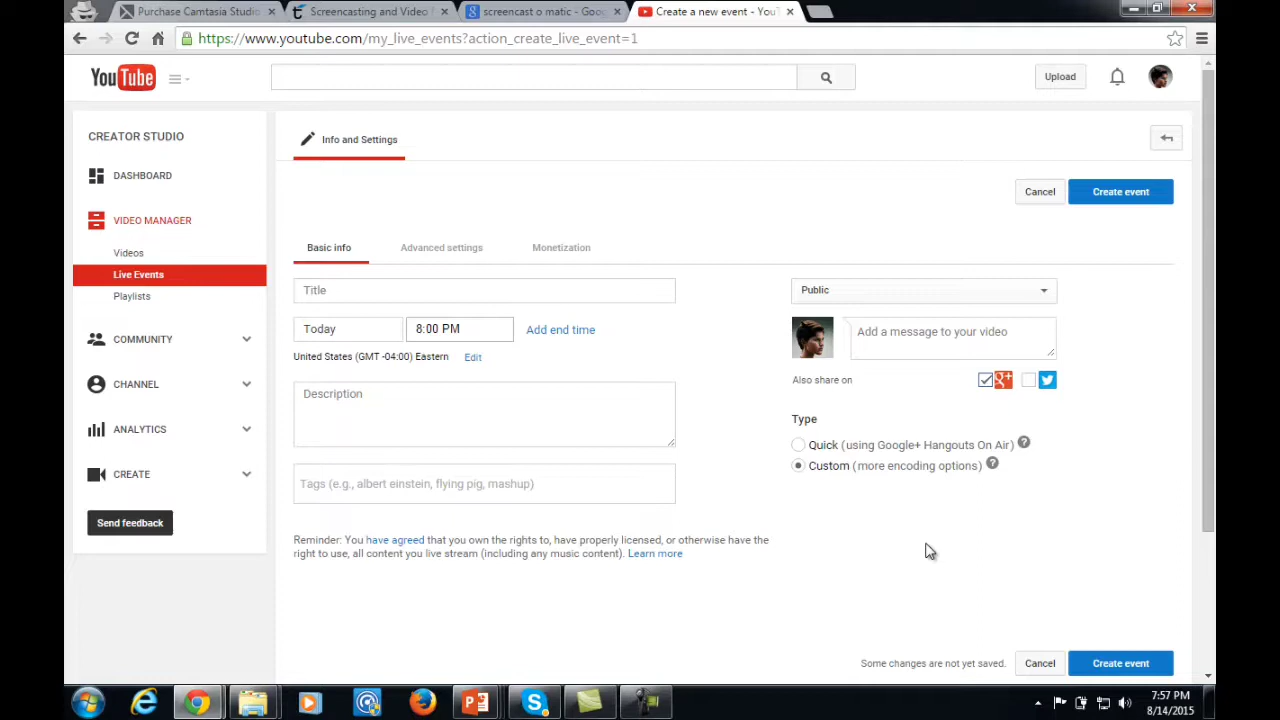 Purchase Camtasia Studio
Screencasting and Video
screencast o matic - Goo
Create a new event - You
https://www.youtube.com/my_live_events?action_create_live_event=1
YouTube
Upload
CREATOR STUDIO
DASHBOARD
VIDEO MANAGER
Videos
Live Events
Playlists
COMMUNITY
CHANNEL
ANALYTICS
CREATE
Send feedback
Info and Settings
Cancel
Create event
Basic info
Advanced settings
Monetization
Title
Today
8:00 PM
Add end time
United States (GMT -04:00) Eastern
Edit
Description
Tags (e.g., albert einstein, flying pig, mashup)
Reminder: You have agreed that you own the rights to, have properly licensed, or otherwise have the
right to use, all content you live stream (including any music content). Learn more
Public
Add a message to your video
Also share on
Type
Quick (using Google+ Hangouts On Air)
Custom (more encoding options)
Some changes are not yet saved.
Cancel
Create event
7:57 PM
8/14/2015